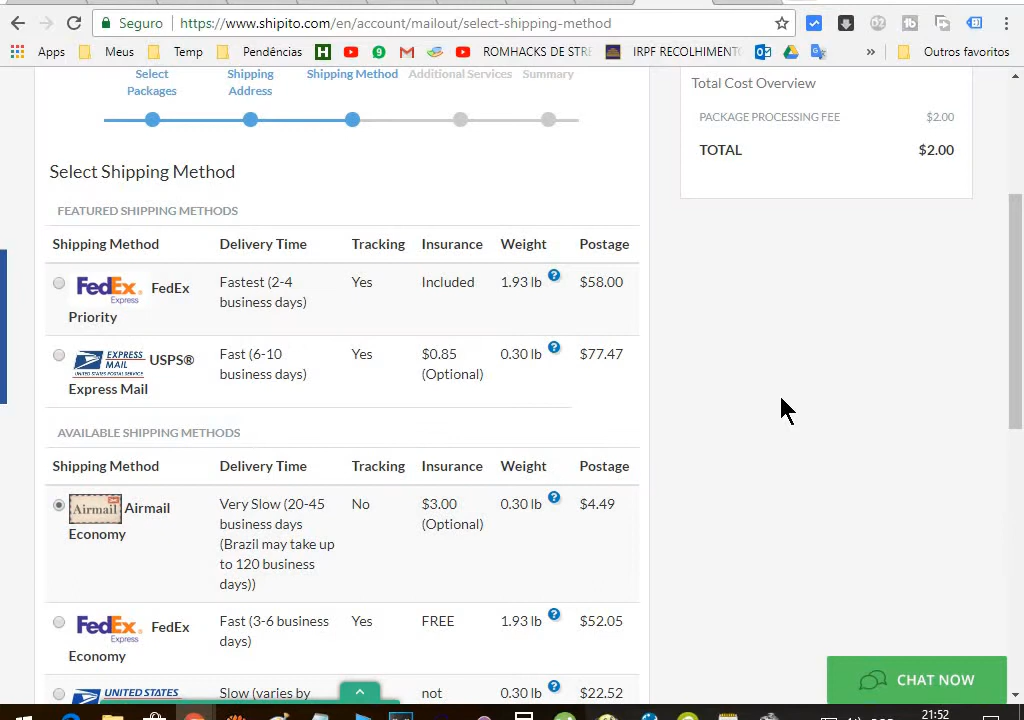 Seguro | https://www.shipito.com/en/account/mailout/select-shipping-method
Apps Meus Temp Pendências H ROMHACKS DE STRE IRPF RECOLHIMENT » Outros favoritos
Select Packages
Shipping Address
Shipping Method
Additional Services
Summary
Total Cost Overview
PACKAGE PROCESSING FEE $2.00
TOTAL $2.00
Select Shipping Method
FEATURED SHIPPING METHODS
Shipping Method Delivery Time Tracking Insurance Weight Postage
FedEx Express FedEx Priority Fastest (2-4 business days) Yes Included 1.93 lb ? $58.00
EXPRESS MAIL UNITED STATES POSTAL SERVICE USPS® Express Mail Fast (6-10 business days) Yes $0.85 (Optional) 0.30 lb ? $77.47
AVAILABLE SHIPPING METHODS
Shipping Method Delivery Time Tracking Insurance Weight Postage
Airmail Airmail Economy Very Slow (20-45 business days (Brazil may take up to 120 business days)) No $3.00 (Optional) 0.30 lb ? $4.49
FedEx Express FedEx Economy Fast (3-6 business days) Yes FREE 1.93 lb ? $52.05
UNITED STATES Slow (varies by not 0.30 lb ? $22.52
CHAT NOW
21:52